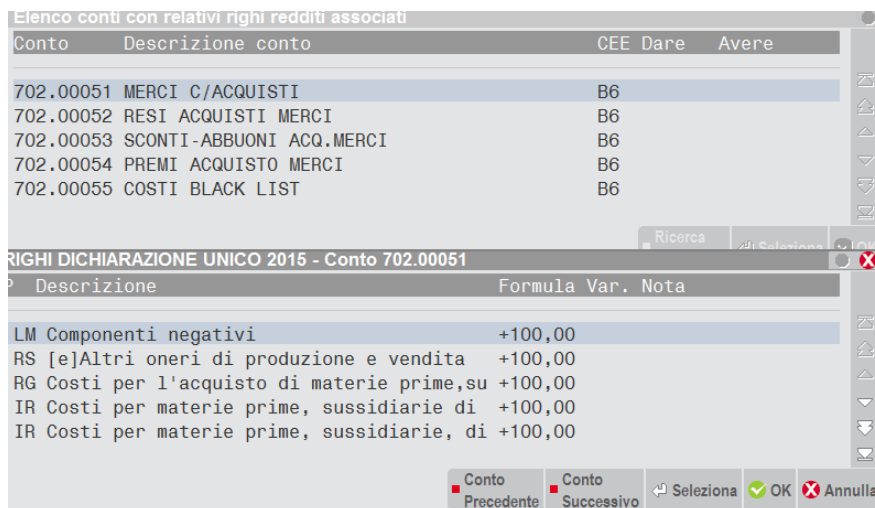 Elenco conti con relativi righi redditi associati
Conto Descrizione conto CEE Dare Avere
702.00051 MERCI C/ACQUISTI B6
702.00052 RESI ACQUISTI MERCI B6
702.00053 SCONTI-ABBUONI ACQ.MERCI B6
702.00054 PREMI ACQUISTO MERCI B6
702.00055 COSTI BLACK LIST B6
Ricerca Seleziona OK
RIGHI DICHIARAZIONE UNICO 2015 - Conto 702.00051
P Descrizione Formula Var. Nota
LM Componenti negativi +100,00
RS [e]Altri oneri di produzione e vendita +100,00
RG Costi per l'acquisto di materie prime,su +100,00
IR Costi per materie prime, sussidiarie di +100,00
IR Costi per materie prime, sussidiarie, di +100,00
Conto Precedente Conto Successivo Seleziona OK Annulla